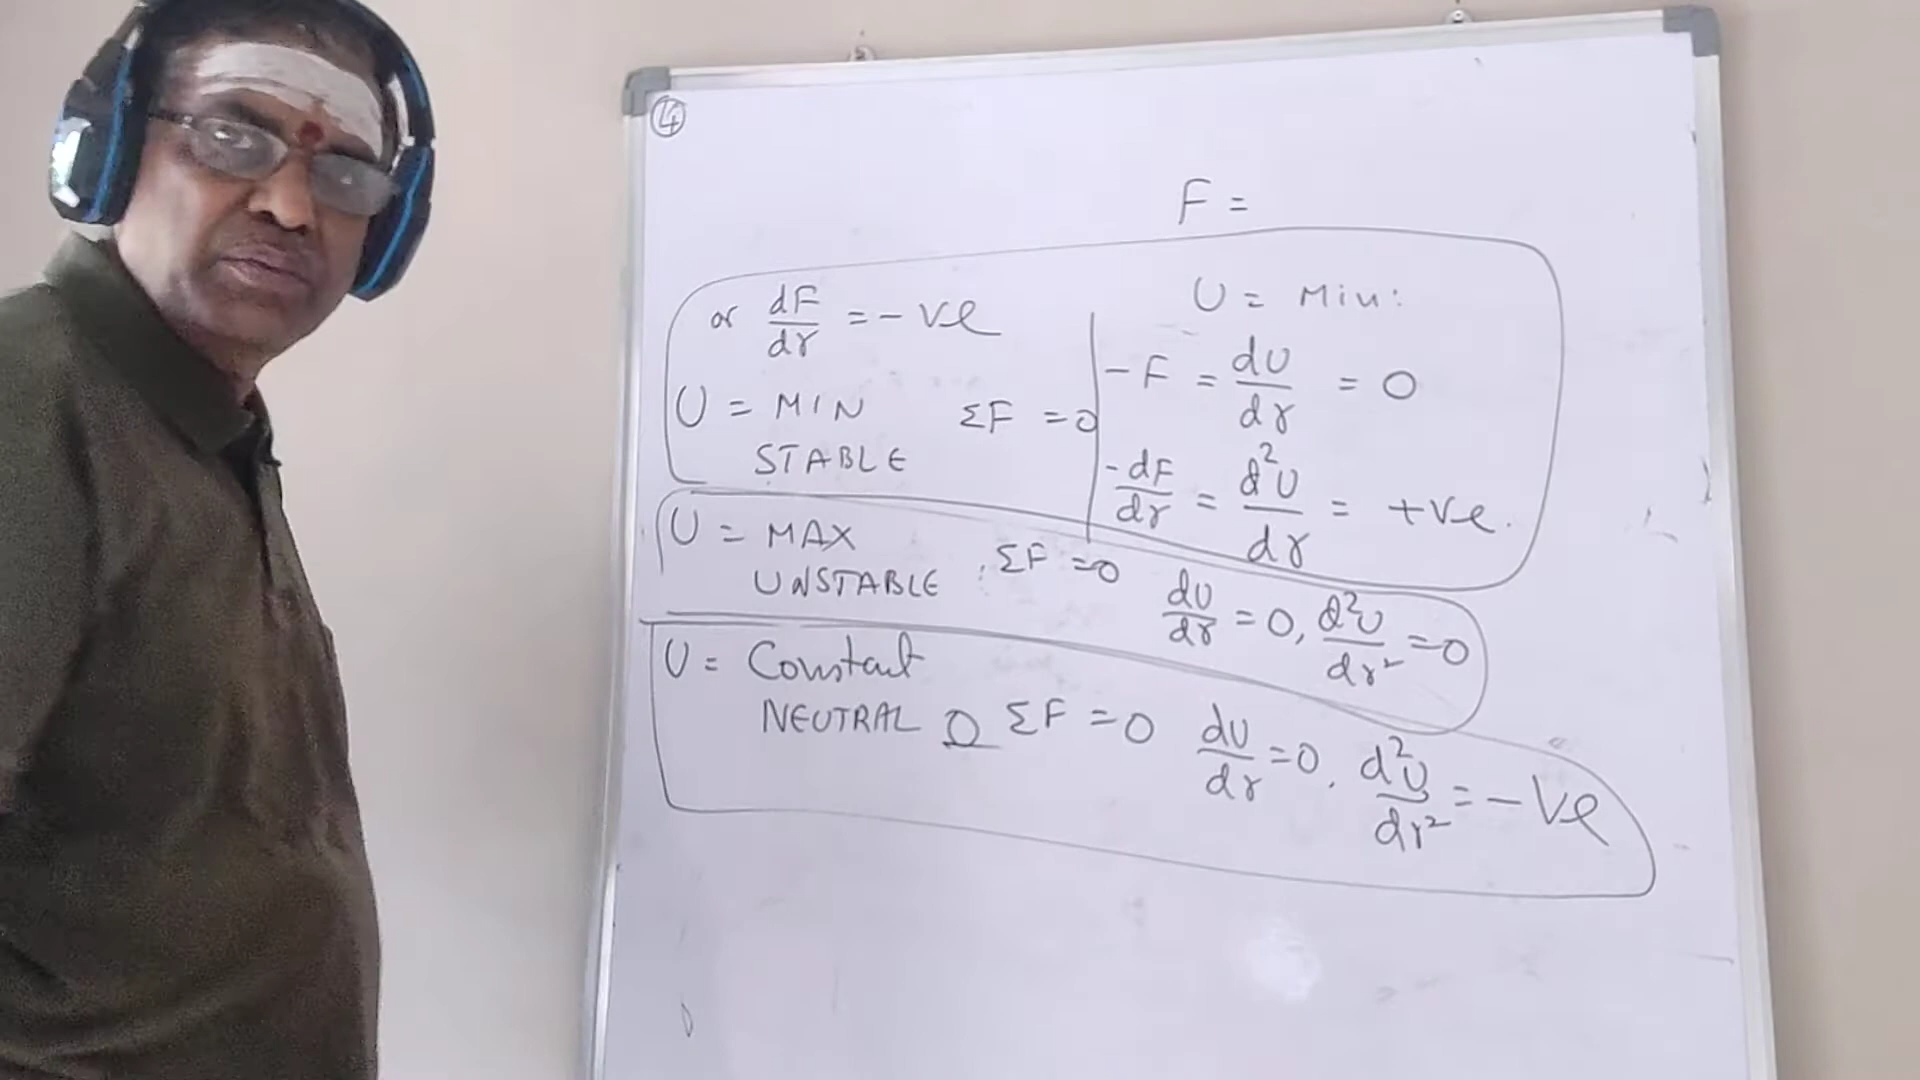 4
F =
or dF/dr = - ve
U = MIN ΣF = 0
STABLE
U = Min:
- F = dU/dr = 0
- dF/dr = d²U/dr = + ve.
U = MAX
UNSTABLE : ΣF = 0 dU/dr = 0, d²U/dr² = 0
U = Constant
NEUTRAL O ΣF = 0 dU/dr = 0. d²U/dr² = - Ve